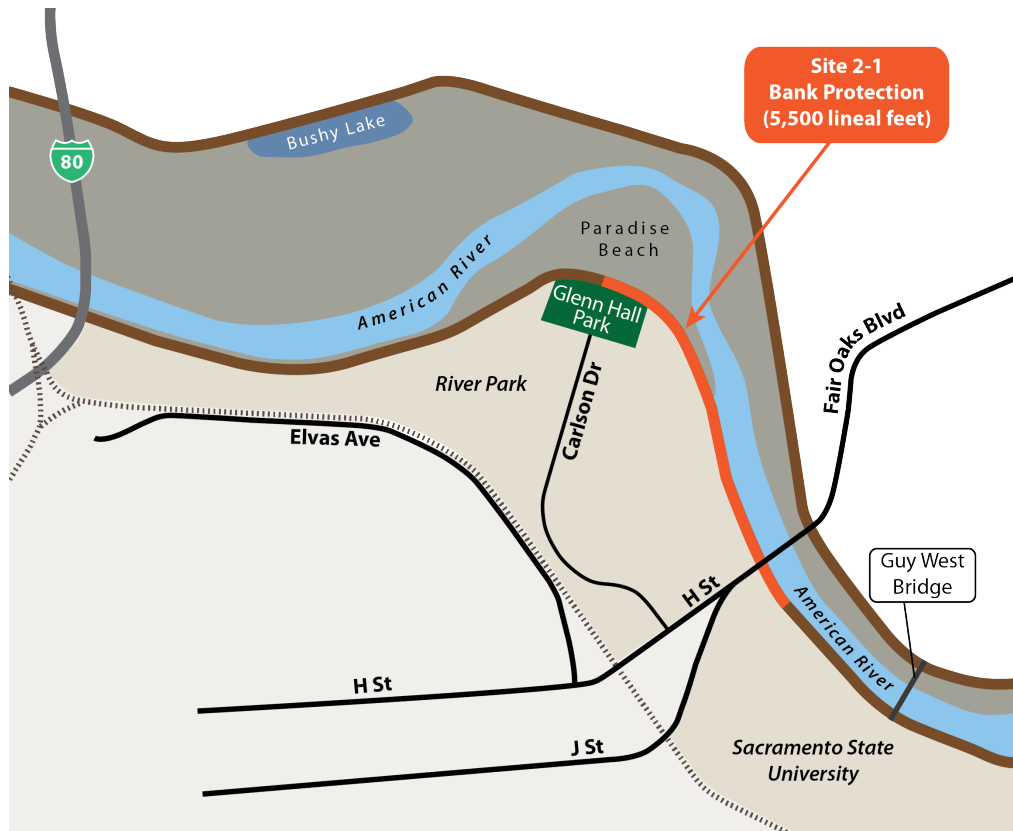 Site 2-1
Bank Protection
(5,500 lineal feet)
Bushy Lake
80
Paradise
Beach
American River
Glenn Hall
Park
Fair Oaks Blvd
River Park
Carlson Dr
Elvas Ave
Guy West
Bridge
H St
American River
H St
J St
Sacramento State
University